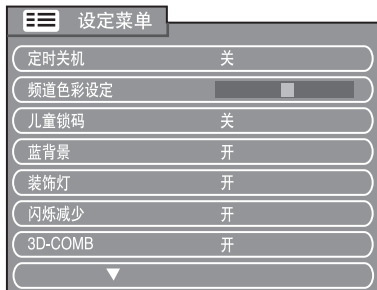 设定菜单
定时关机 关
频道色彩设定
儿童锁码 关
蓝背景 开
装饰灯 开
闪烁减少 开
3D-COMB 开